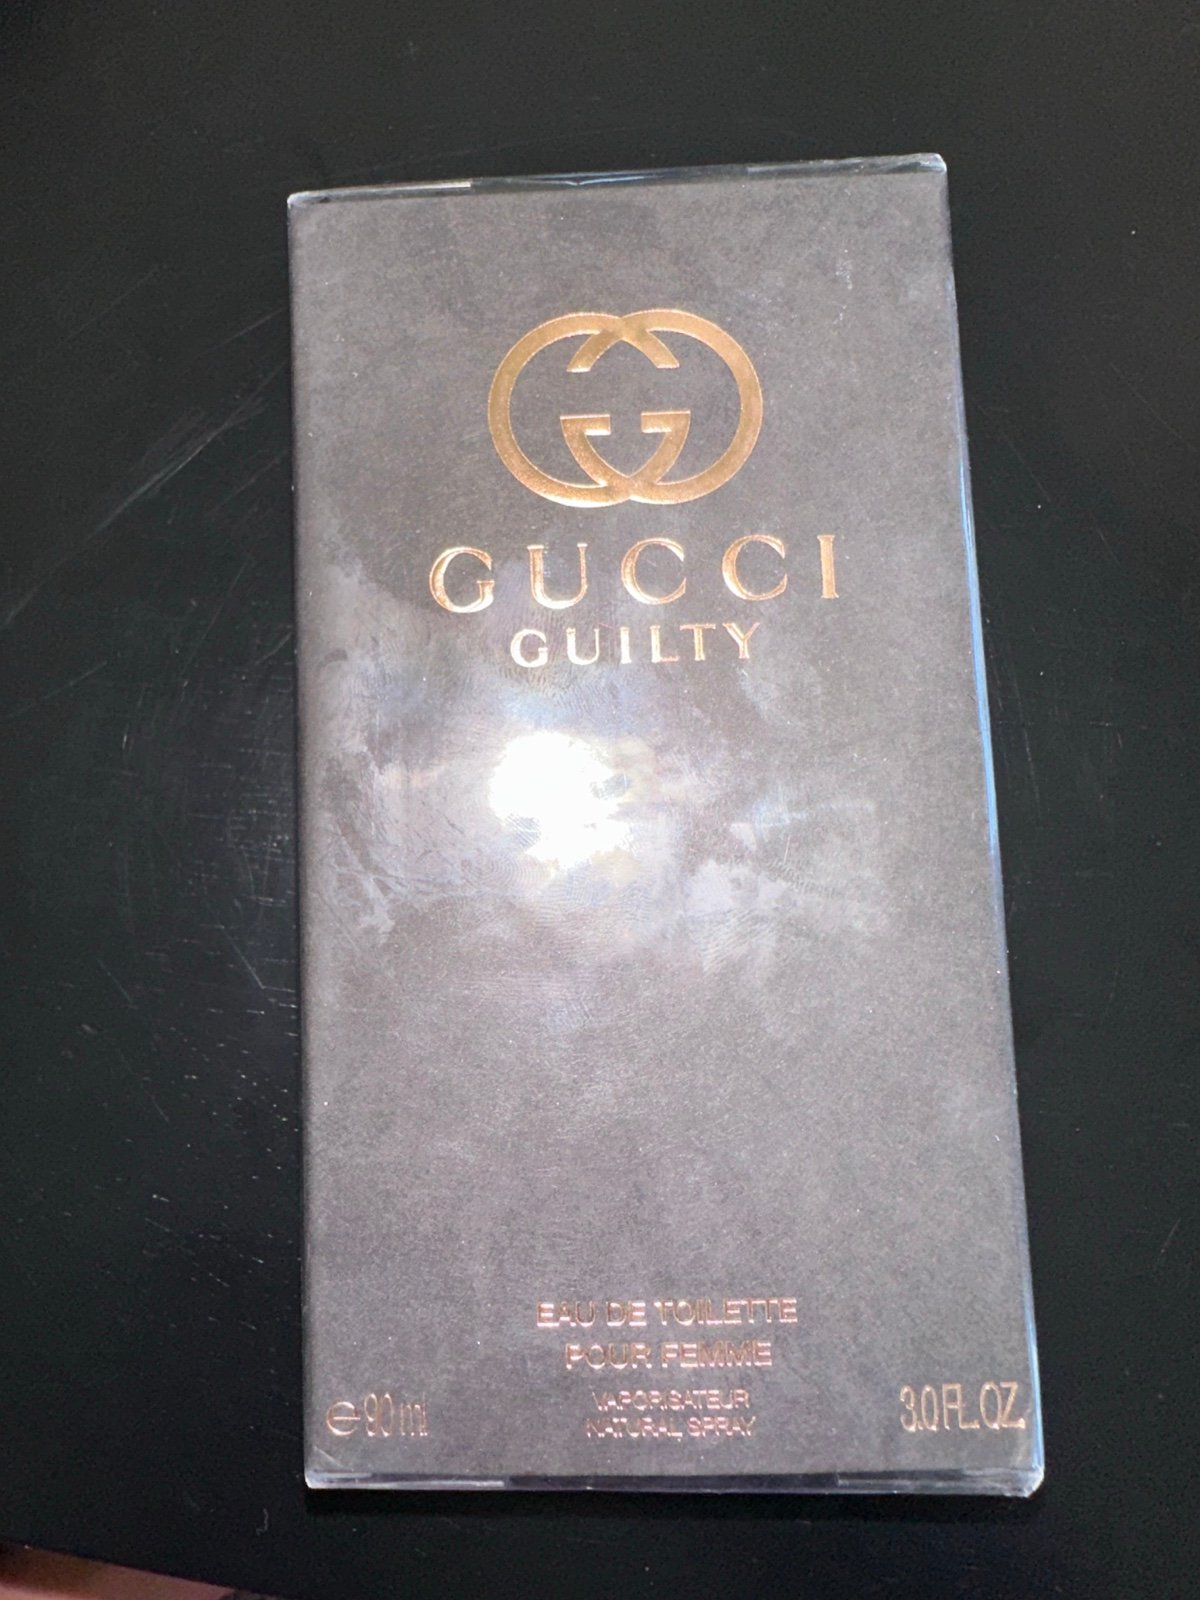 GUCCI
GUILTY
EAU DE TOILETTE
POUR FEMME
VAPORISATEUR
NATURAL SPRAY
℮ 90 ml
3.0 FL.OZ.